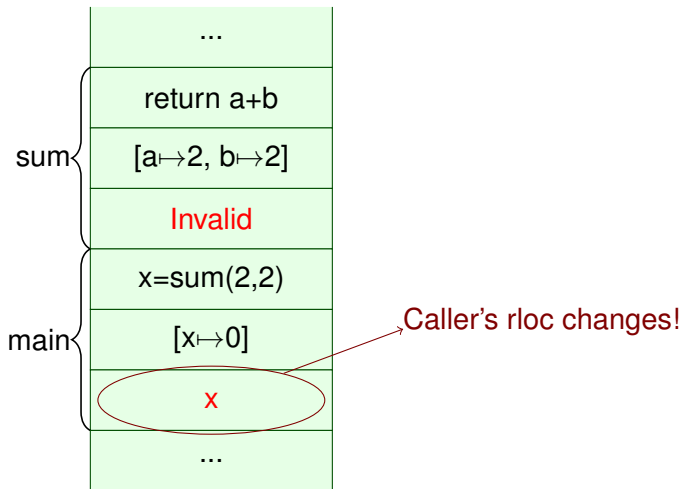 ...
return a+b
sum
[a↦2, b↦2]
Invalid
x=sum(2,2)
Caller's rloc changes!
main
[x↦0]
x
...